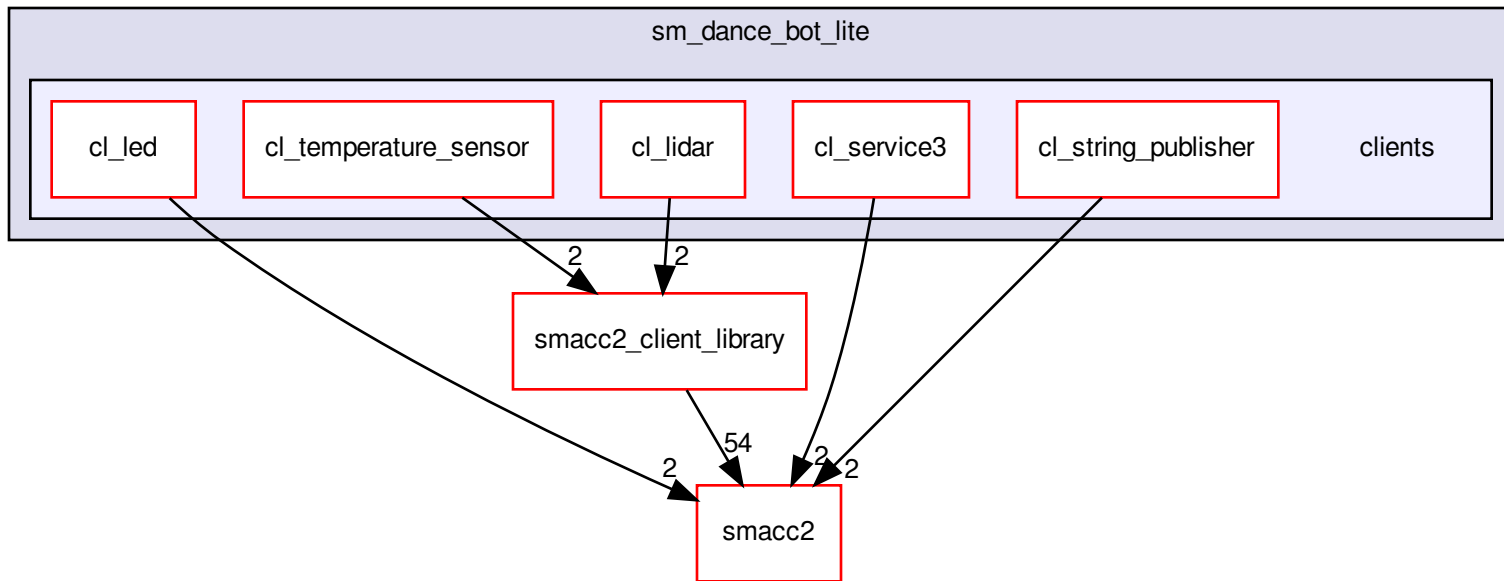 sm_dance_bot_lite
cl_led
cl_temperature_sensor
cl_lidar
cl_service3
cl_string_publisher
clients
2
2
smacc2_client_library
54
2
2
2
smacc2